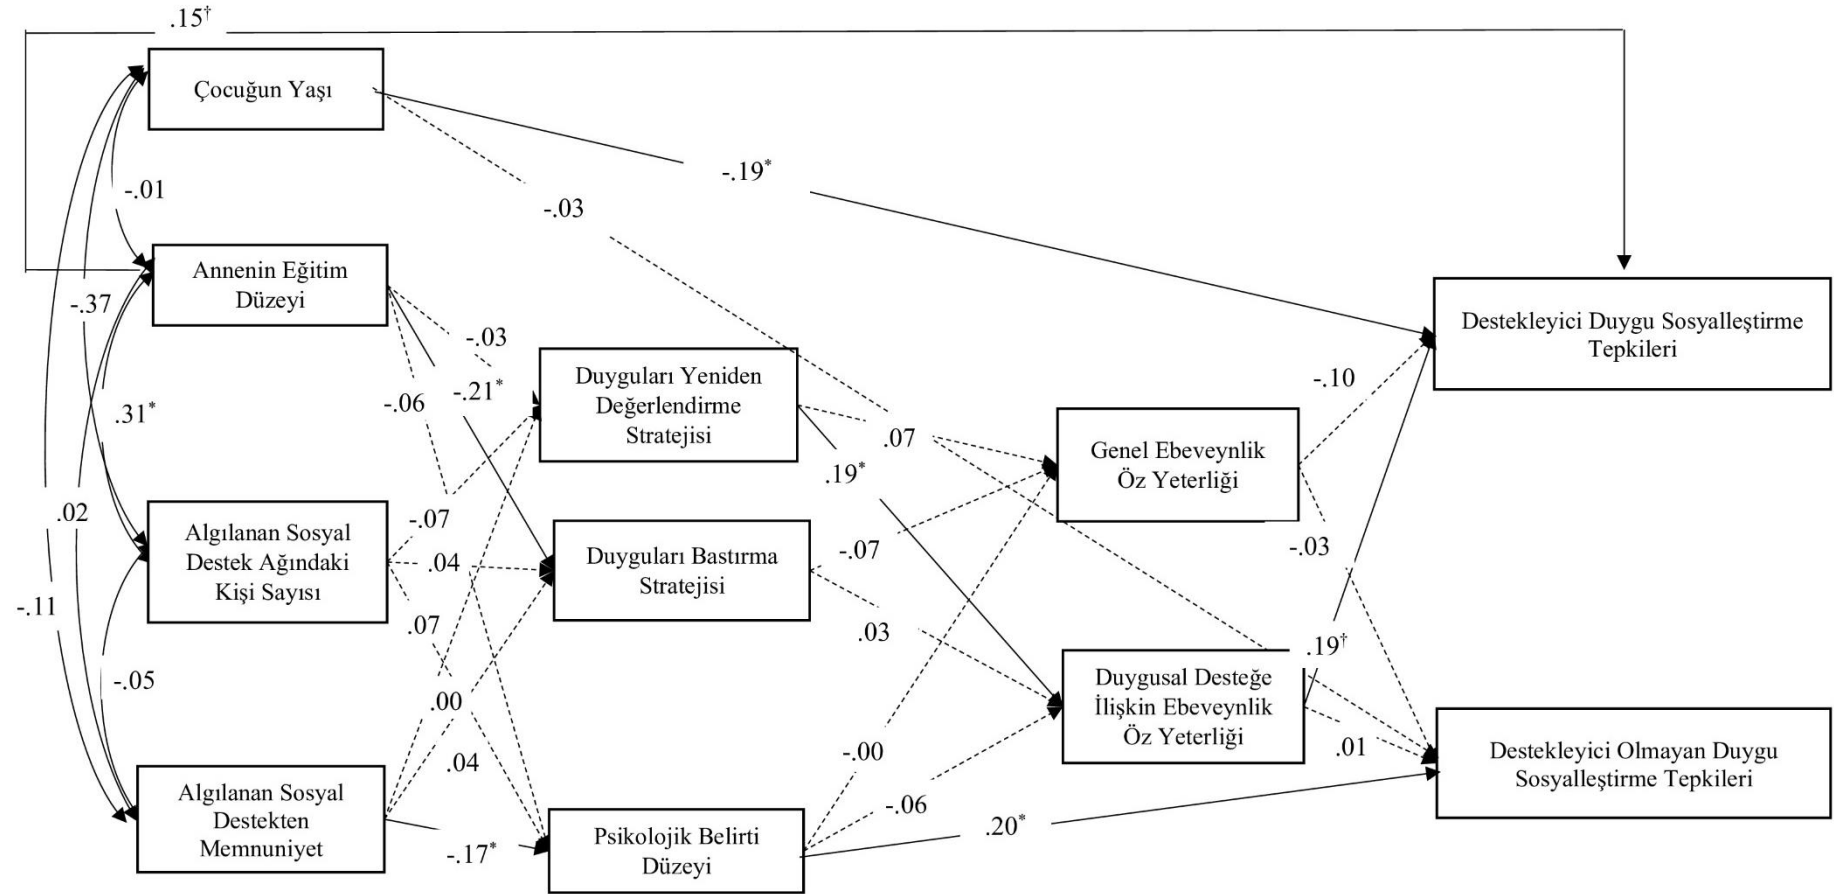 .15†
Çocuğun Yaşı
-.19*
-.01
-.03
Annenin Eğitim
Düzeyi
-.37
Destekleyici Duygu Sosyalleştirme
Tepkileri
-.03
-.21*
-.06
Duyguları Yeniden
Değerlendirme
Stratejisi
-.10
.31*
.07
.19*
Genel Ebeveynlik
Öz Yeterliği
.02
Algılanan Sosyal
Destek Ağındaki
Kişi Sayısı
-.07
.04
Duyguları Bastırma
Stratejisi
-.07
-.03
-.11
.07
.03
.19†
-.05
.00
Duygusal Desteğe
İlişkin Ebeveynlik
Öz Yeterliği
.04
-.00
.01
Destekleyici Olmayan Duygu
Sosyalleştirme Tepkileri
Algılanan Sosyal
Destekten
Memnuniyet
-.17*
Psikolojik Belirti
Düzeyi
-.06
.20*